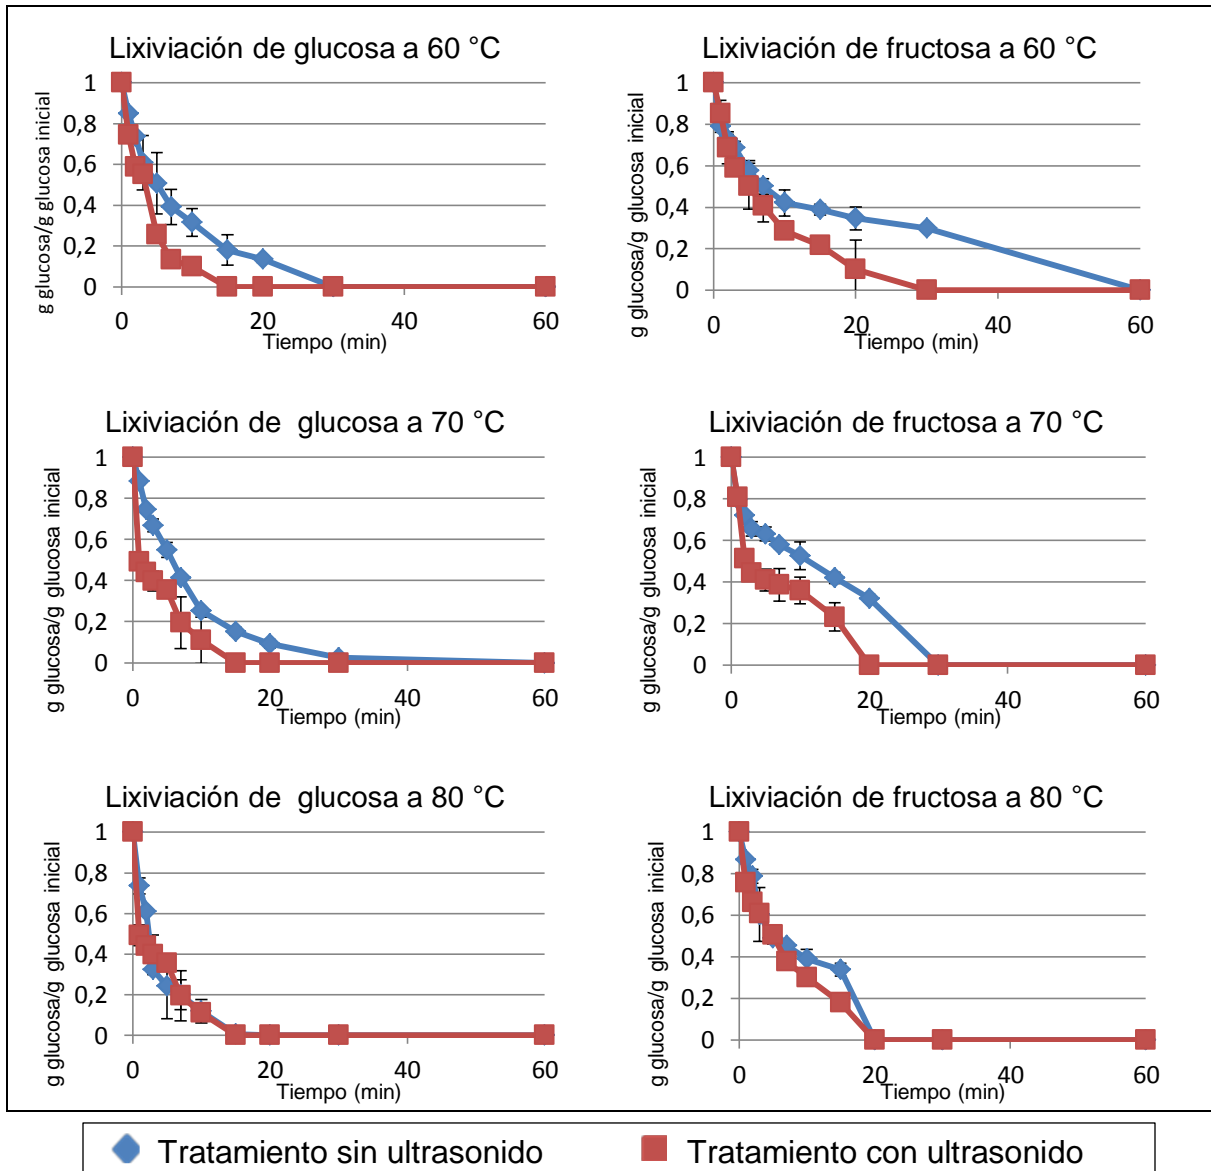 Lixiviación de glucosa a 60 °C
g glucosa/g glucosa inicial
1
0,8
0,6
0,4
0,2
0
0 20 40 60
Tiempo (min)
Lixiviación de fructosa a 60 °C
g glucosa/g glucosa inicial
1
0,8
0,6
0,4
0,2
0
0 20 40 60
Tiempo (min)
Lixiviación de glucosa a 70 °C
g glucosa/g glucosa inicial
1
0,8
0,6
0,4
0,2
0
0 20 40 60
Tiempo (min)
Lixiviación de fructosa a 70 °C
g glucosa/g glucosa inicial
1
0,8
0,6
0,4
0,2
0
0 20 40 60
Tiempo (min)
Lixiviación de glucosa a 80 °C
g glucosa/g glucosa inicial
1
0,8
0,6
0,4
0,2
0
0 20 40 60
Tiempo (min)
Lixiviación de fructosa a 80 °C
g glucosa/g glucosa inicial
1
0,8
0,6
0,4
0,2
0
0 20 40 60
Tiempo (min)
Tratamiento sin ultrasonido
Tratamiento con ultrasonido